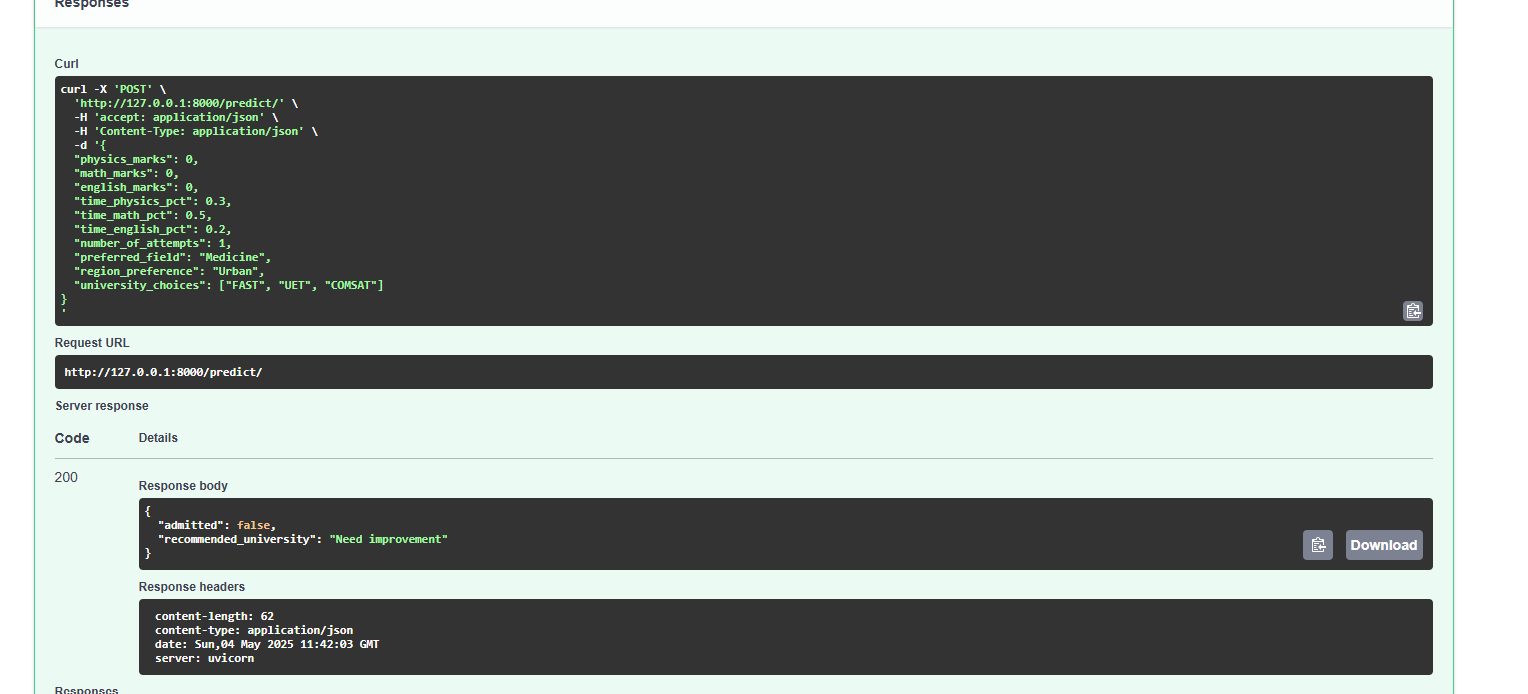 Responses
Curl
curl -X 'POST' \
  'http://127.0.0.1:8000/predict/' \
  -H 'accept: application/json' \
  -H 'Content-Type: application/json' \
  -d '{
  "physics_marks": 0,
  "math_marks": 0,
  "english_marks": 0,
  "time_physics_pct": 0.3,
  "time_math_pct": 0.5,
  "time_english_pct": 0.2,
  "number_of_attempts": 1,
  "preferred_field": "Medicine",
  "region_preference": "Urban",
  "university_choices": ["FAST", "UET", "COMSAT"]
}
'
Request URL
http://127.0.0.1:8000/predict/
Server response
Code Details
200
Response body
{
  "admitted": false,
  "recommended_university": "Need improvement"
}
Download
Response headers
content-length: 62
content-type: application/json
date: Sun,04 May 2025 11:42:03 GMT
server: uvicorn
Responses